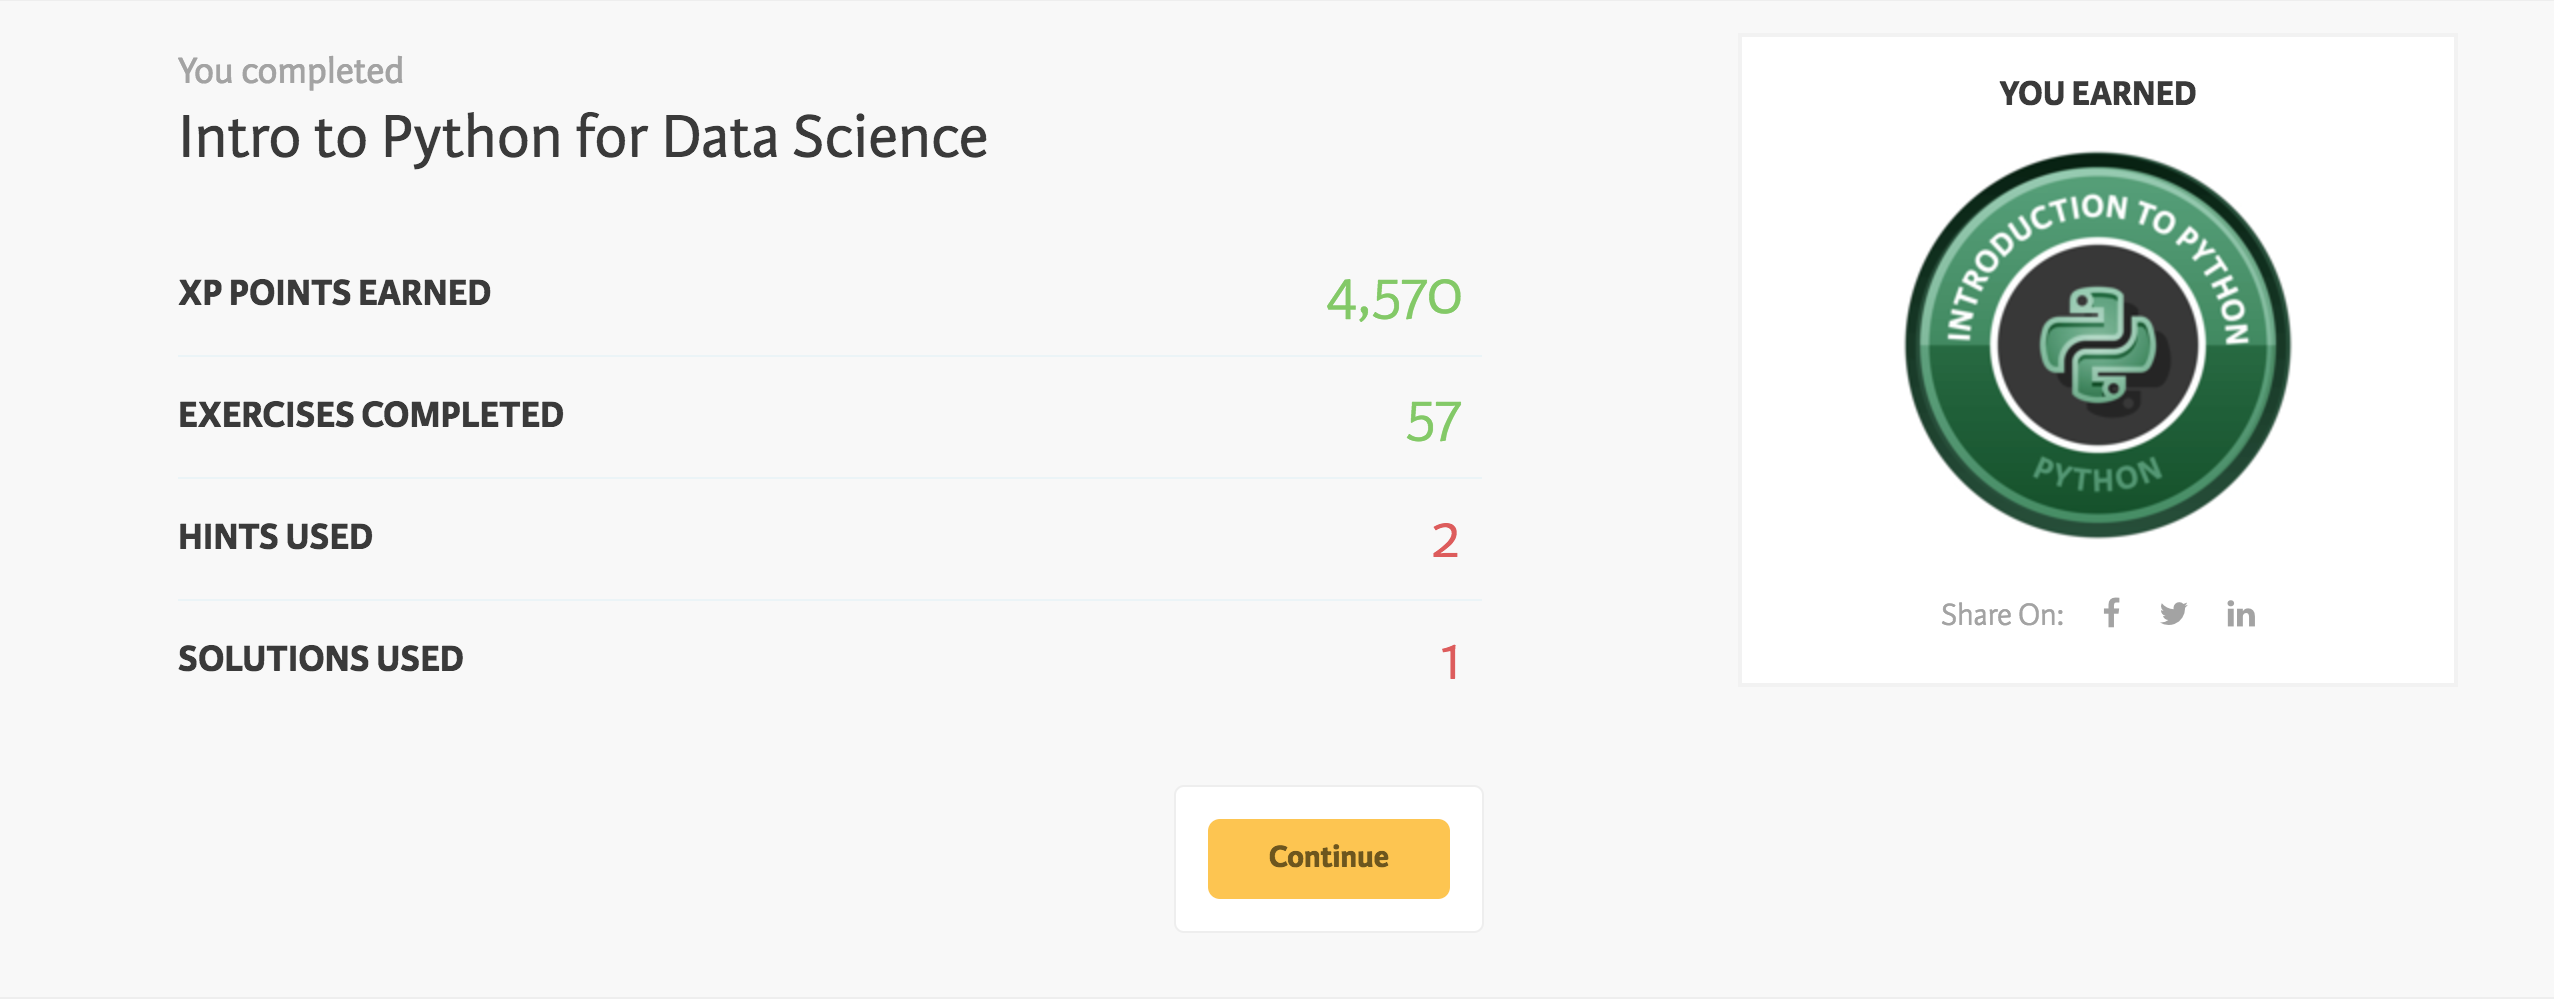 You completed
Intro to Python for Data Science
XP POINTS EARNED 4,570
EXERCISES COMPLETED 57
HINTS USED 2
SOLUTIONS USED 1
Continue
YOU EARNED
INTRODUCTION TO PYTHON
PYTHON
Share On: